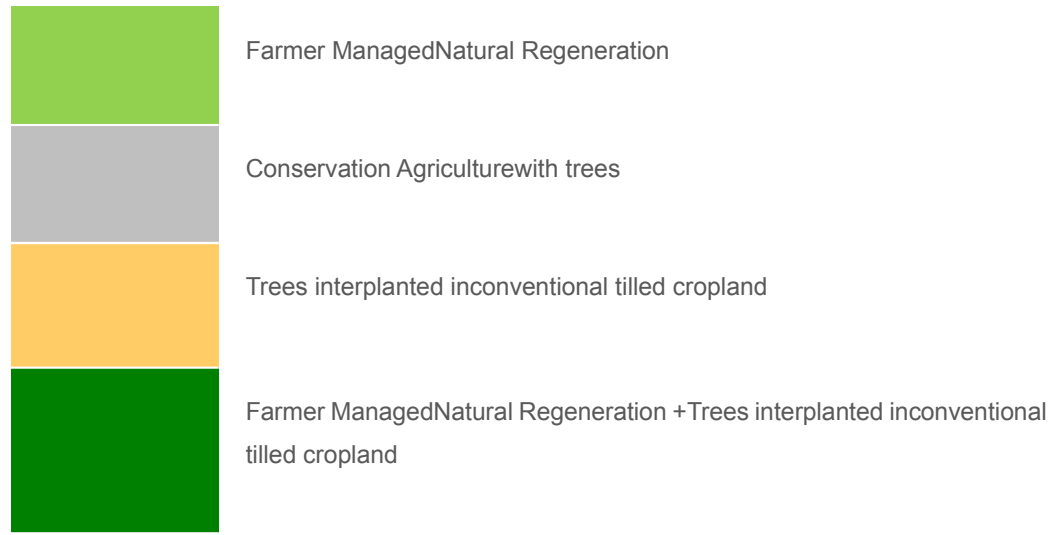 Farmer ManagedNatural Regeneration
Conservation Agriculturewith trees
Trees interplanted inconventional tilled cropland
Farmer ManagedNatural Regeneration +Trees interplanted inconventional
tilled cropland